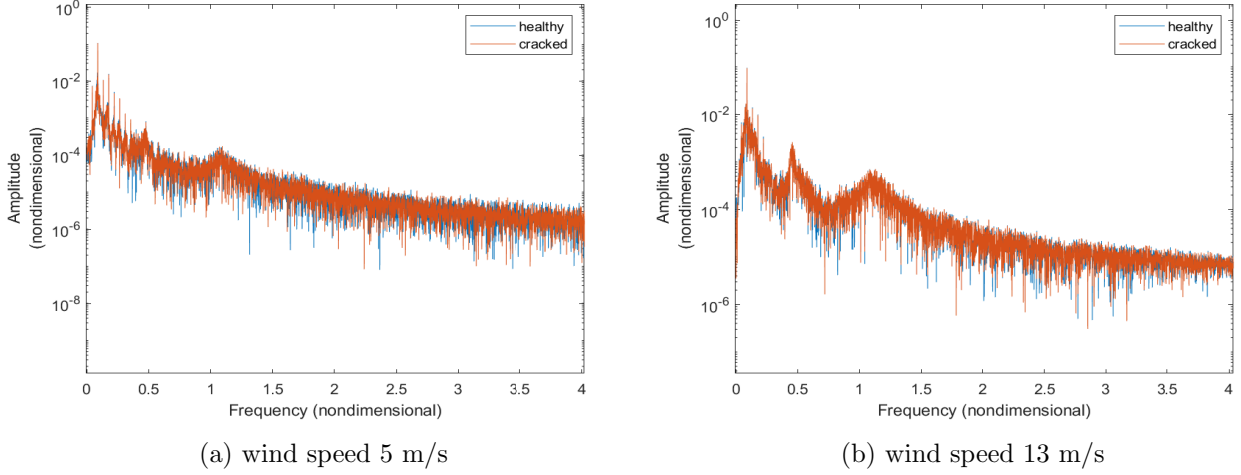 10^0
10^-2
10^-4
10^-6
10^-8
Amplitude
(nondimensional)
healthy
cracked
0 0.5 1 1.5 2 2.5 3 3.5 4
Frequency (nondimensional)
(a) wind speed 5 m/s
10^0
10^-2
10^-4
10^-6
Amplitude
(nondimensional)
healthy
cracked
0 0.5 1 1.5 2 2.5 3 3.5 4
Frequency (nondimensional)
(b) wind speed 13 m/s